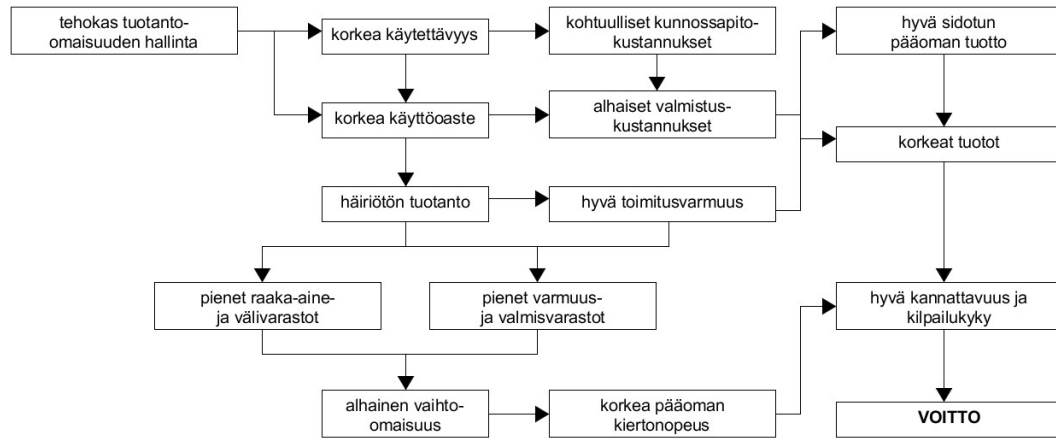 tehokas tuotanto-
omaisuuden hallinta
korkea käytettävyys
kohtuulliset kunnossapito-
kustannukset
hyvä sidotun
pääoman tuotto
korkea käyttöaste
alhaiset valmistus-
kustannukset
korkeat tuotot
häiriötön tuotanto
hyvä toimitusvarmuus
pienet raaka-aine-
ja välivarastot
pienet varmuus-
ja valmisvarastot
hyvä kannattavuus ja
kilpailukyky
alhainen vaihto-
omaisuus
korkea pääoman
kiertonopeus
VOITTO